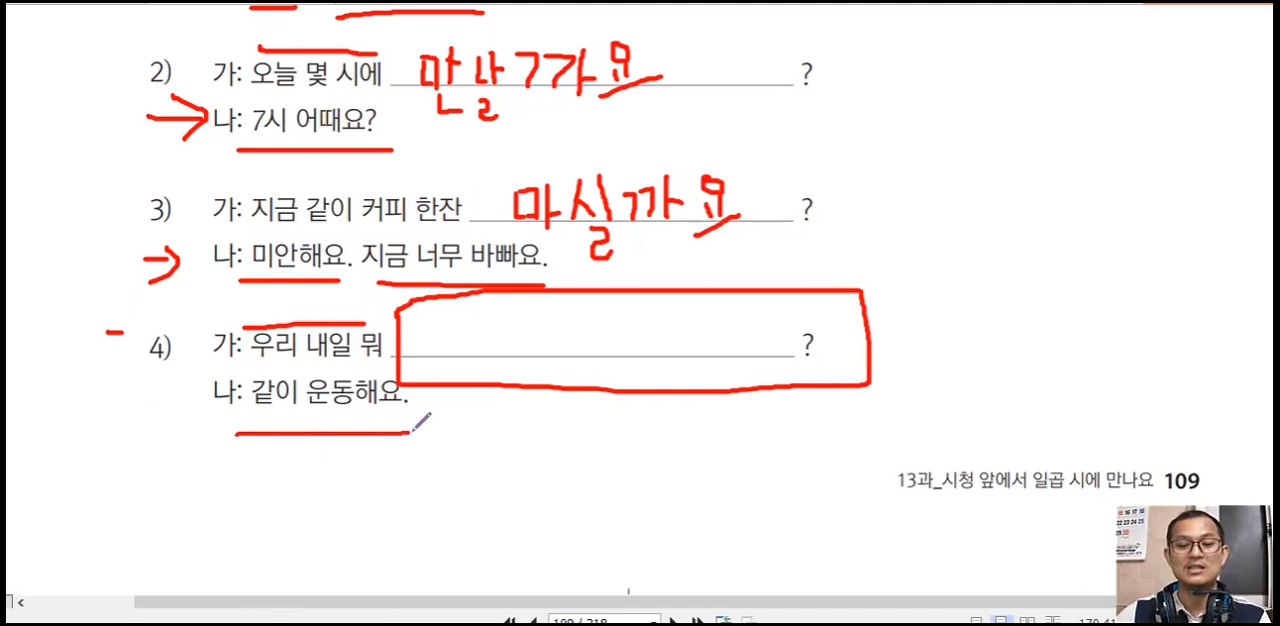 2) 가: 오늘 몇 시에 만날까요?
나: 7시 어때요?
3) 가: 지금 같이 커피 한잔 마실까요?
나: 미안해요. 지금 너무 바빠요.
4) 가: 우리 내일 뭐 ?
나: 같이 운동해요.
13과_시청 앞에서 일곱 시에 만나요 109